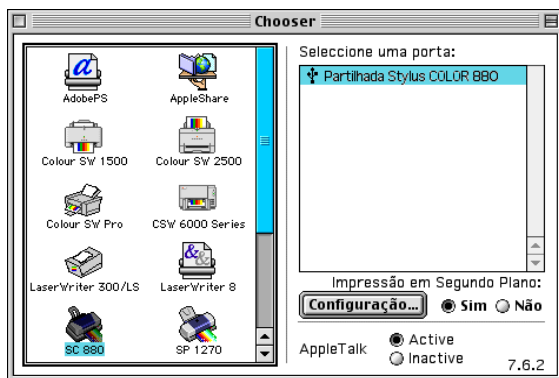 Chooser
AdobePS
AppleShare
Colour SW 1500
Colour SW 2500
Colour SW Pro
CSW 6000 Series
LaserWriter 300/LS
LaserWriter 8
SC 880
SP 1270
Seleccione uma porta:
Partilhada Stylus COLOR 880
Impressão em Segundo Plano:
Configuração... Sim Não
AppleTalk
Active
Inactive
7.6.2